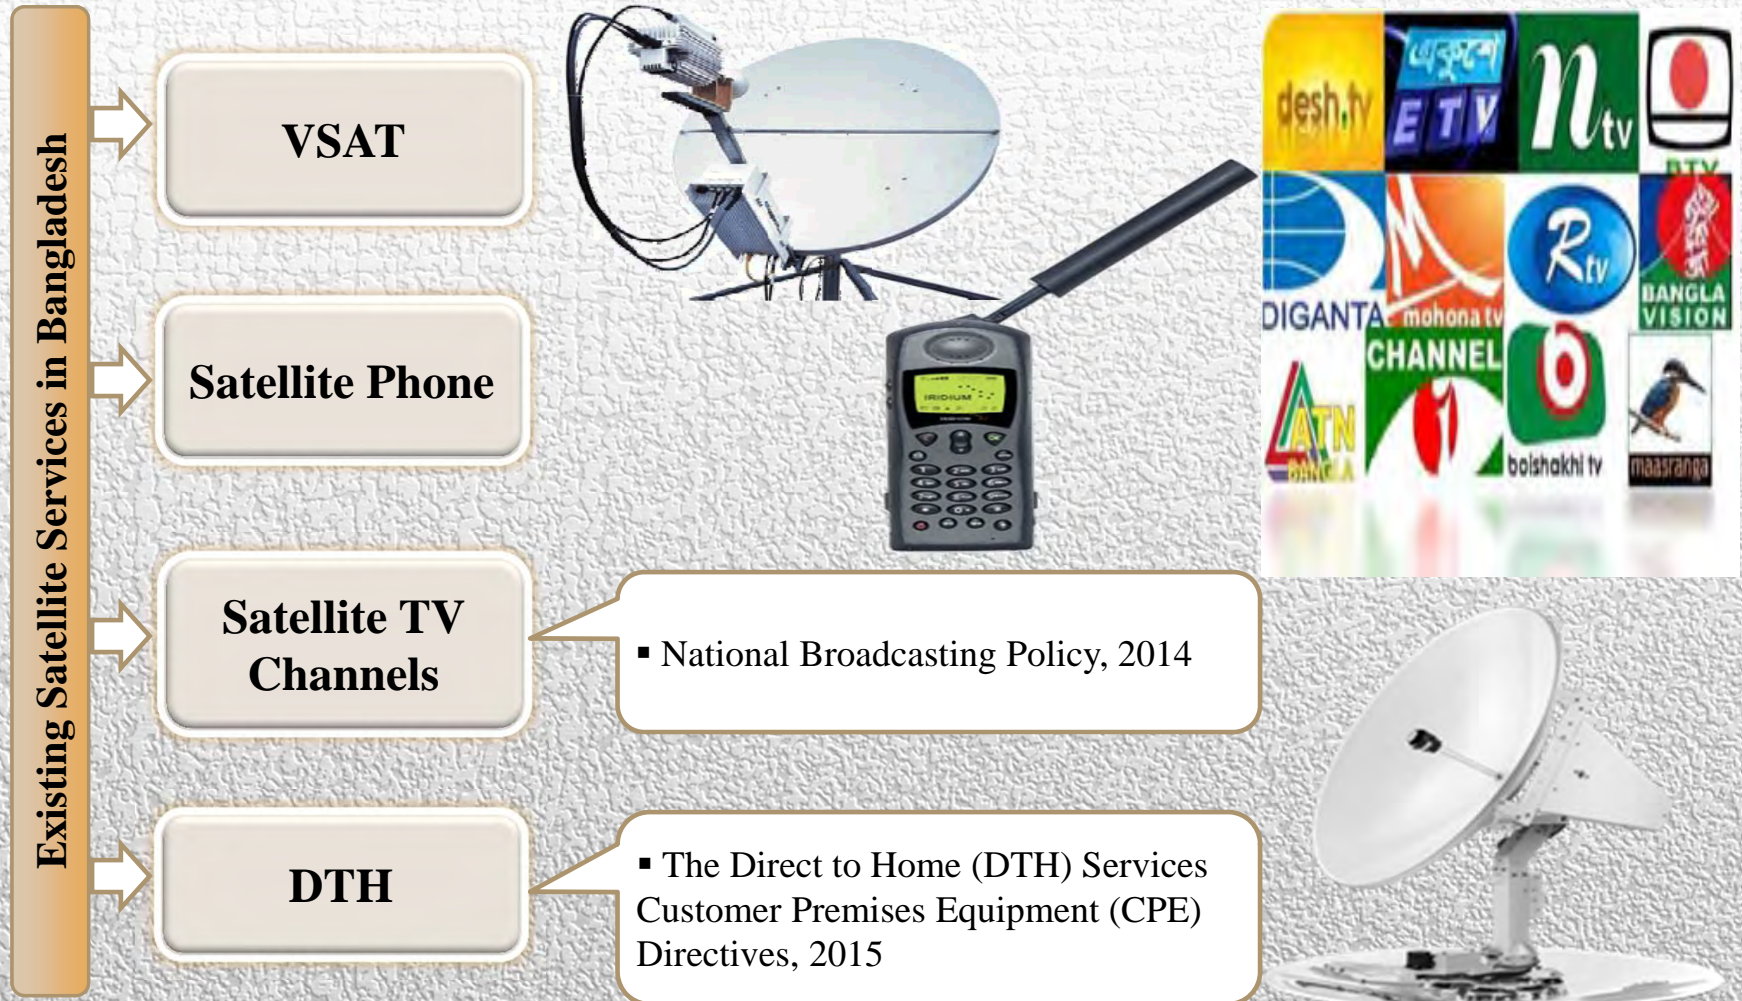 Existing Satellite Services in Bangladesh
VSAT
Satellite Phone
Satellite TV
Channels
▪ National Broadcasting Policy, 2014
DTH
▪ The Direct to Home (DTH) Services
Customer Premises Equipment (CPE)
Directives, 2015
IRIDIUM
desh.tv
একুশে
ETV
ntv
BTV
DIGANTA
mohona tv
Rtv
BANGLA
VISION
ATN
BANGLA
CHANNEL
boishakhi tv
maasranga